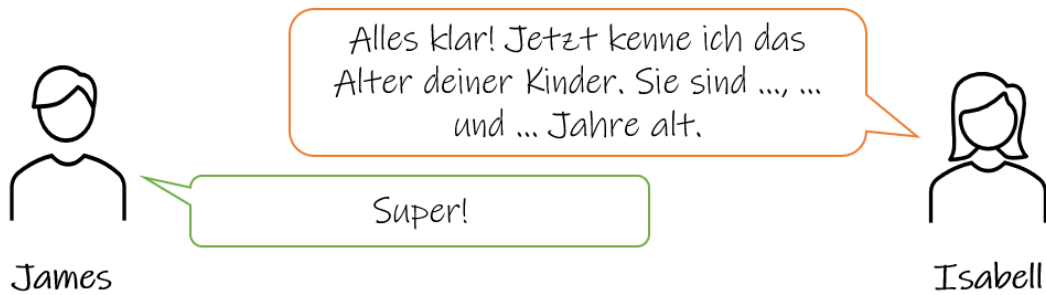 Alles klar! Jetzt kenne ich das
Alter deiner Kinder. Sie sind ..., ...
und ... Jahre alt.
Super!
James
Isabell